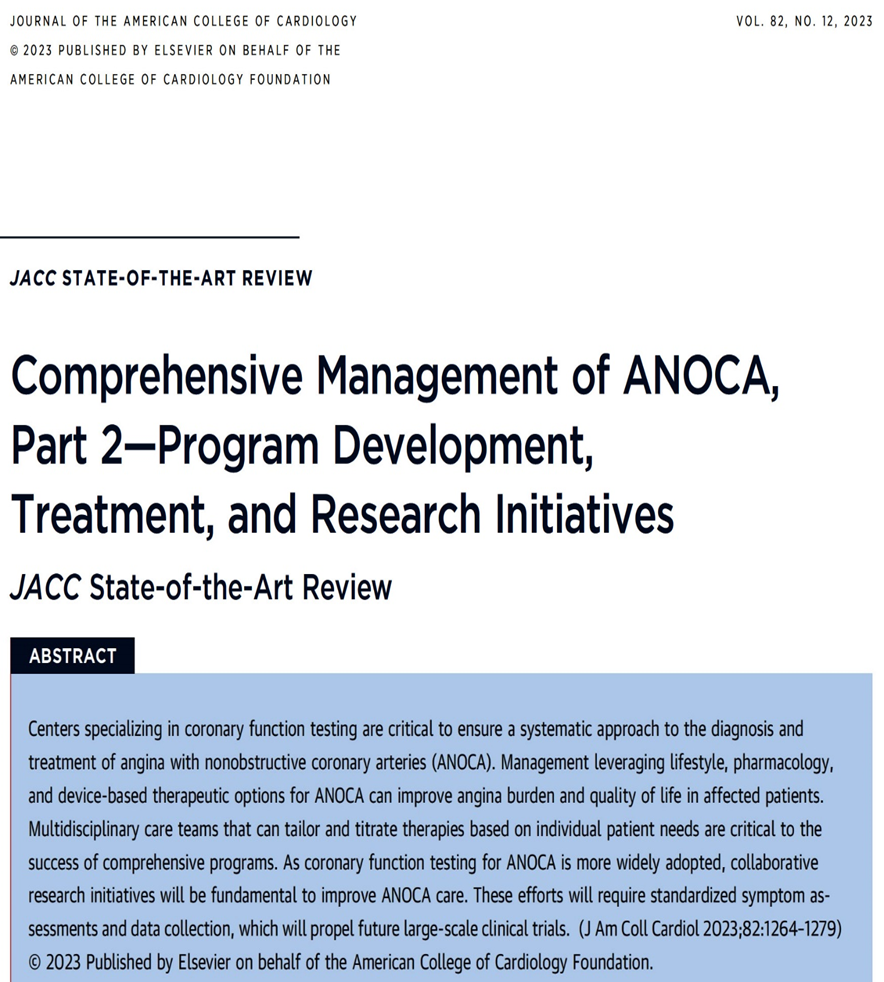 JOURNAL OF THE AMERICAN COLLEGE OF CARDIOLOGY
VOL. 82, NO. 12, 2023
© 2023 PUBLISHED BY ELSEVIER ON BEHALF OF THE
AMERICAN COLLEGE OF CARDIOLOGY FOUNDATION
JACC STATE-OF-THE-ART REVIEW
Comprehensive Management of ANOCA,
Part 2—Program Development,
Treatment, and Research Initiatives
JACC State-of-the-Art Review
ABSTRACT
Centers specializing in coronary function testing are critical to ensure a systematic approach to the diagnosis and
treatment of angina with nonobstructive coronary arteries (ANOCA). Management leveraging lifestyle, pharmacology,
and device-based therapeutic options for ANOCA can improve angina burden and quality of life in affected patients.
Multidisciplinary care teams that can tailor and titrate therapies based on individual patient needs are critical to the
success of comprehensive programs. As coronary function testing for ANOCA is more widely adopted, collaborative
research initiatives will be fundamental to improve ANOCA care. These efforts will require standardized symptom as-
sessments and data collection, which will propel future large-scale clinical trials. (J Am Coll Cardiol 2023;82:1264–1279)
© 2023 Published by Elsevier on behalf of the American College of Cardiology Foundation.